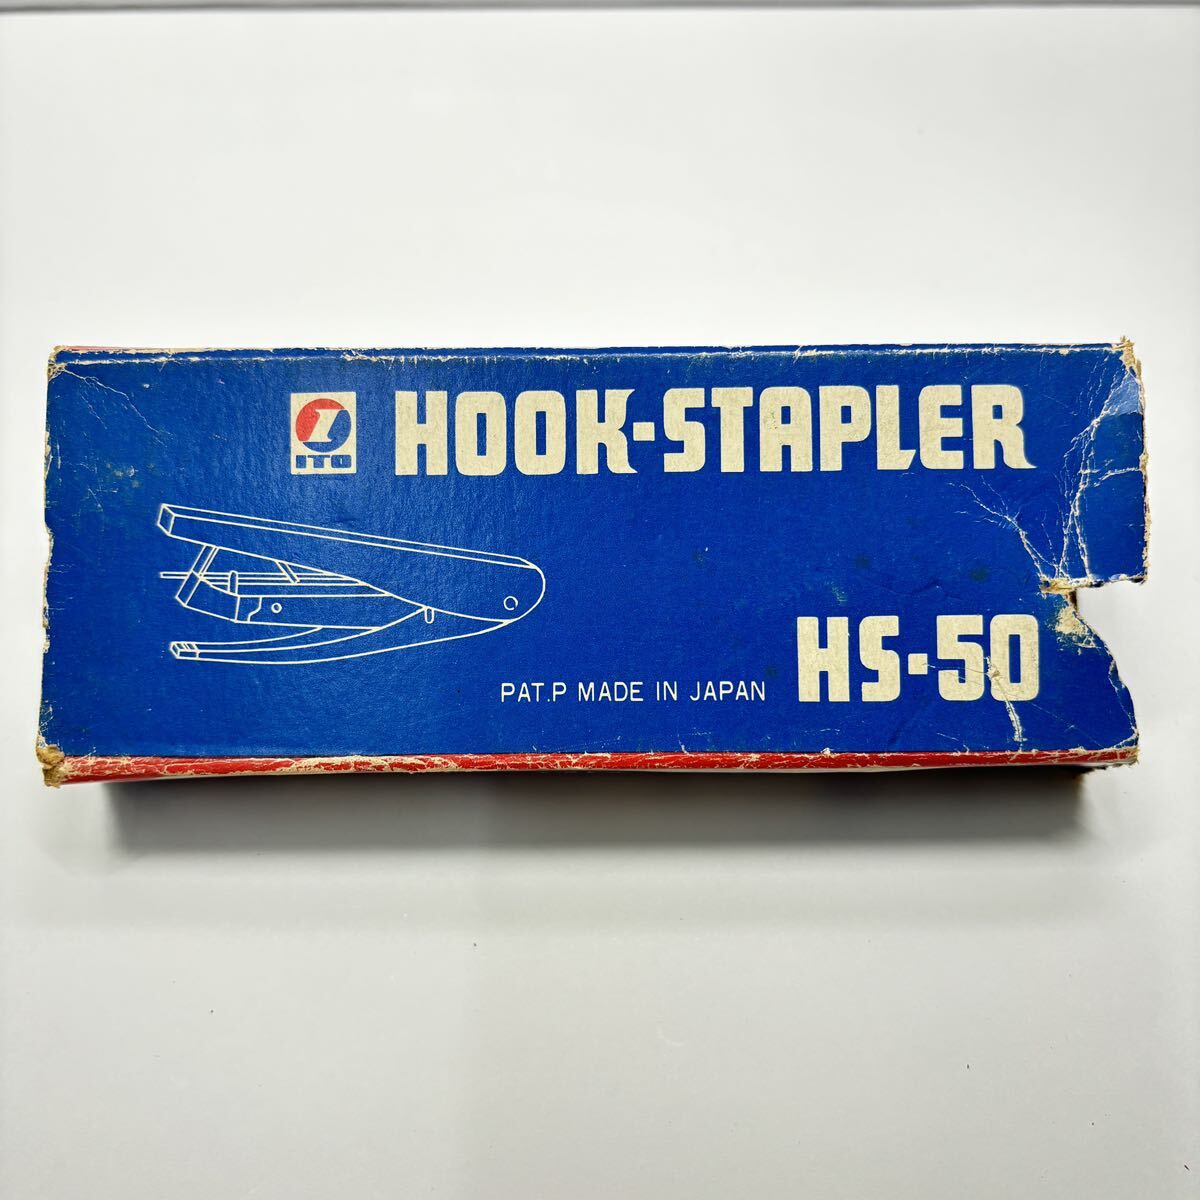 ITO
HOOK-STAPLER
PAT.P MADE IN JAPAN
HS-50